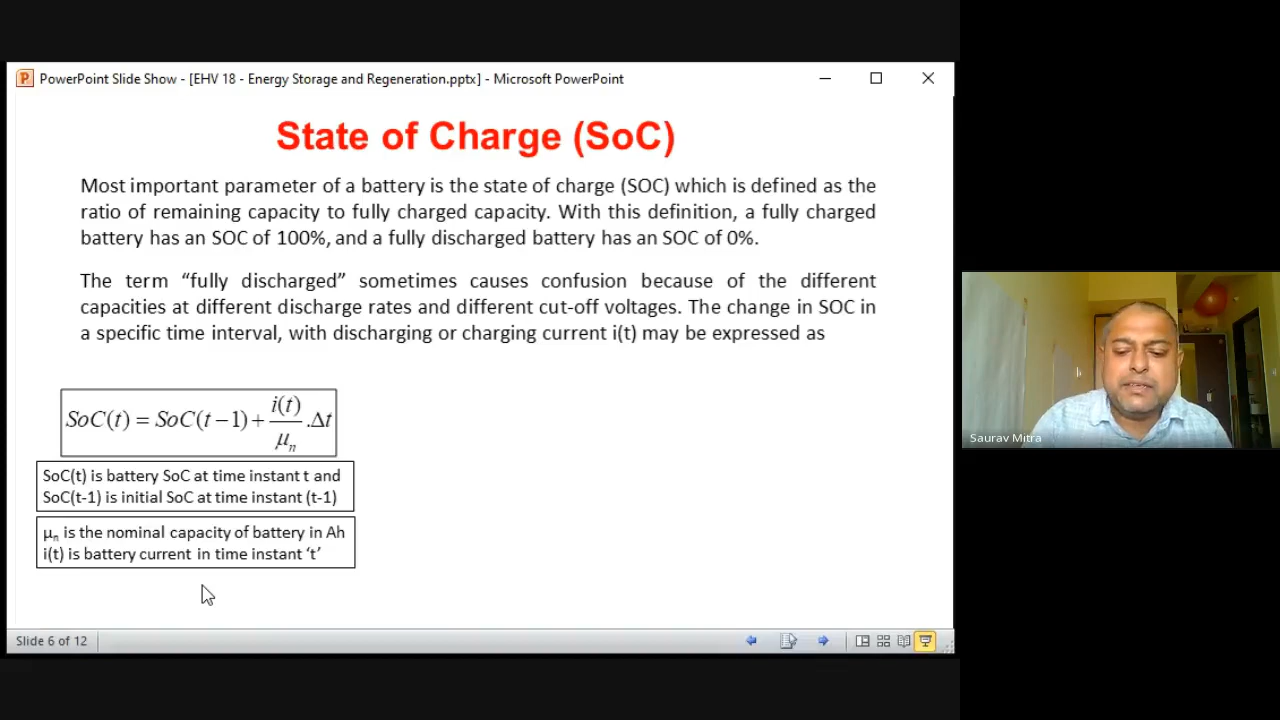 PowerPoint Slide Show - [EHV 18 - Energy Storage and Regeneration.pptx] - Microsoft PowerPoint
State of Charge (SoC)
Most important parameter of a battery is the state of charge (SOC) which is defined as the
ratio of remaining capacity to fully charged capacity. With this definition, a fully charged
battery has an SOC of 100%, and a fully discharged battery has an SOC of 0%.
The term “fully discharged” sometimes causes confusion because of the different
capacities at different discharge rates and different cut-off voltages. The change in SOC in
a specific time interval, with discharging or charging current i(t) may be expressed as
SoC(t) = SoC(t-1) + i(t)/μn .Δt
SoC(t) is battery SoC at time instant t and
SoC(t-1) is initial SoC at time instant (t-1)
μn is the nominal capacity of battery in Ah
i(t) is battery current in time instant ‘t’
Slide 6 of 12
Saurav Mitra